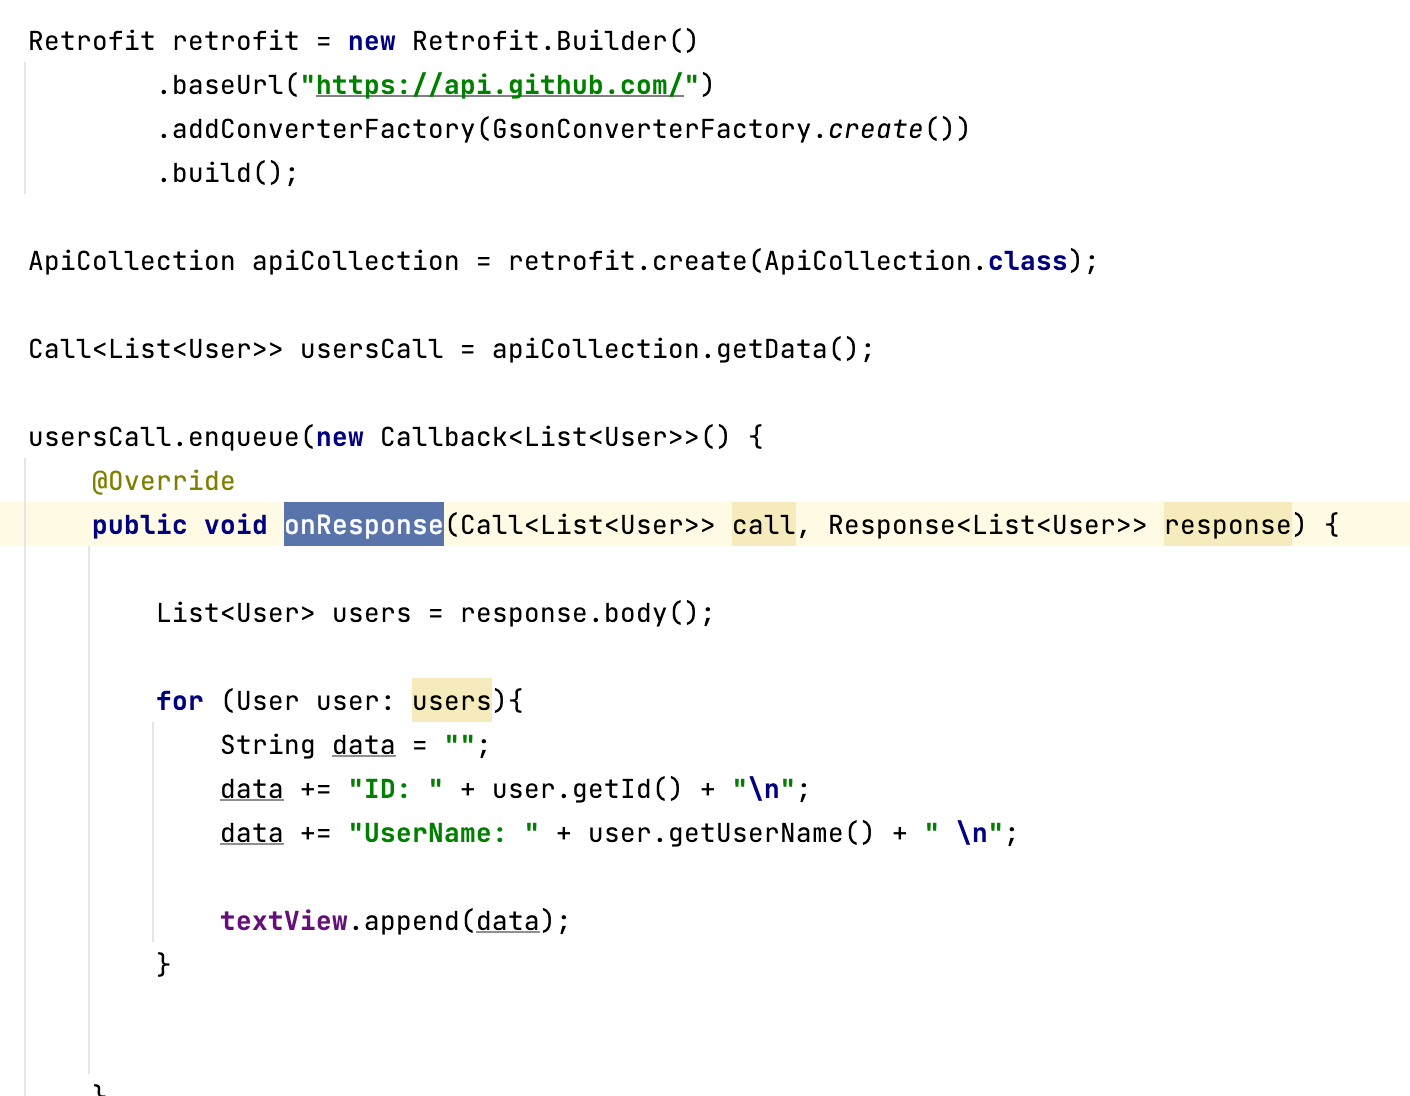 Retrofit retrofit = new Retrofit.Builder()
.baseUrl("https://api.github.com/")
.addConverterFactory(GsonConverterFactory.create())
.build();
ApiCollection apiCollection = retrofit.create(ApiCollection.class);
Call<List<User>> usersCall = apiCollection.getData();
usersCall.enqueue(new Callback<List<User>>() {
@Override
public void onResponse(Call<List<User>> call, Response<List<User>> response) {
List<User> users = response.body();
for (User user: users){
String data = "";
data += "ID: " + user.getId() + "\n";
data += "UserName: " + user.getUserName() + " \n";
textView.append(data);
}
}